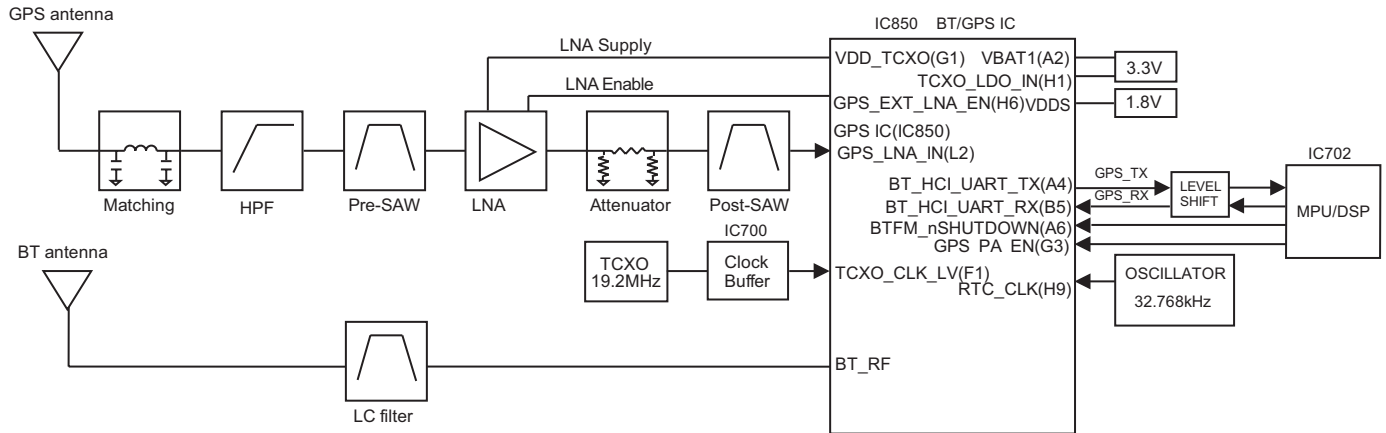 GPS antenna
IC850 BT/GPS IC
LNA Supply
VDD_TCXO(G1) VBAT1(A2)
3.3V
TCXO_LDO_IN(H1)
LNA Enable
GPS_EXT_LNA_EN(H6) VDDS
1.8V
GPS IC(IC850)
GPS_LNA_IN(L2)
Matching
HPF
Pre-SAW
LNA
Attenuator
Post-SAW
BT_HCI_UART_TX(A4)
GPS_TX
BT_HCI_UART_RX(B5)
GPS_RX
LEVEL
SHIFT
IC702
MPU/DSP
BTFM_nSHUTDOWN(A6)
GPS PA EN(G3)
BT antenna
IC700
TCXO
19.2MHz
Clock
Buffer
TCXO_CLK_LV(F1)
RTC_CLK(H9)
OSCILLATOR
32.768kHz
BT_RF
LC filter